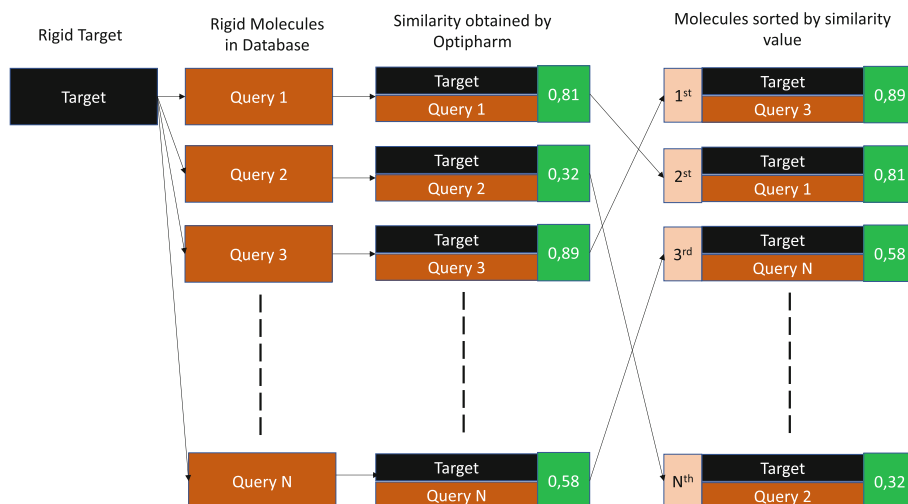 Rigid Target
Rigid Molecules
in Database
Similarity obtained by
Optipharm
Molecules sorted by similarity
value
Target
Query 1
Target
Query 1
0,81
1st
Target
Query 3
0,89
Query 2
Target
Query 2
0,32
2st
Target
Query 1
0,81
Query 3
Target
Query 3
0,89
3rd
Target
Query N
0,58
Query N
Target
Query N
0,58
Nth
Target
Query 2
0,32